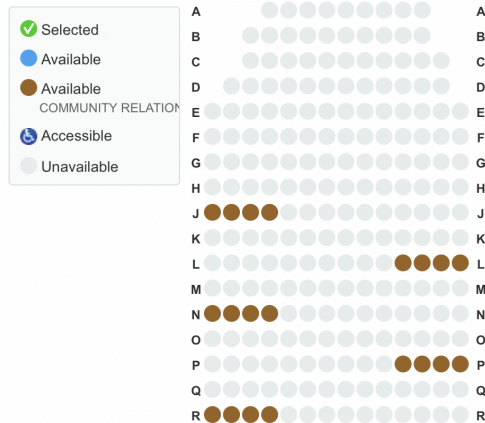 Selected
Available
Available
COMMUNITY RELATION
Accessible
Unavailable
A A
B B
C C
D D
E E
F F
G G
H H
J J
K K
L L
M M
N N
O O
P P
Q Q
R R